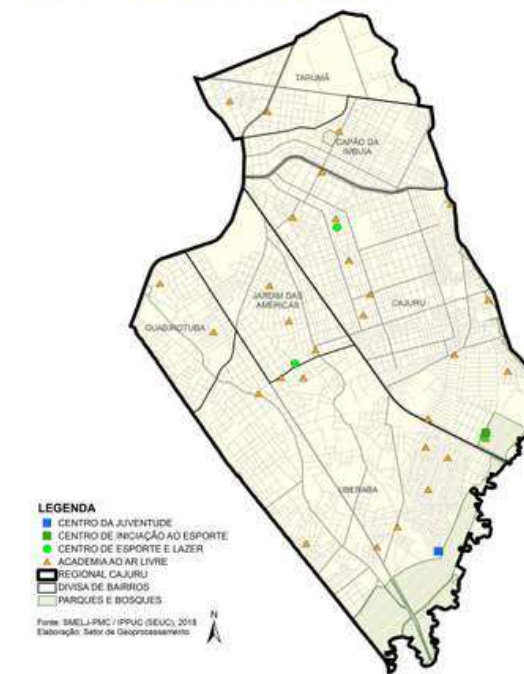 TARUMÃ
CAPÃO DA
IMBUIA
JARDIM DAS
AMÉRICAS
CAJURU
GUABIROTUBA
UBERABA
LEGENDA
CENTRO DA JUVENTUDE
CENTRO DE INICIAÇÃO AO ESPORTE
CENTRO DE ESPORTE E LAZER
ACADEMIA AO AR LIVRE
REGIONAL CAJURU
DIVISA DE BAIRROS
PARQUES E BOSQUES
Fonte: SMELJ-PMC / IPPUC (SEUC), 2018
Elaboração: Setor de Geoprocessamento
N